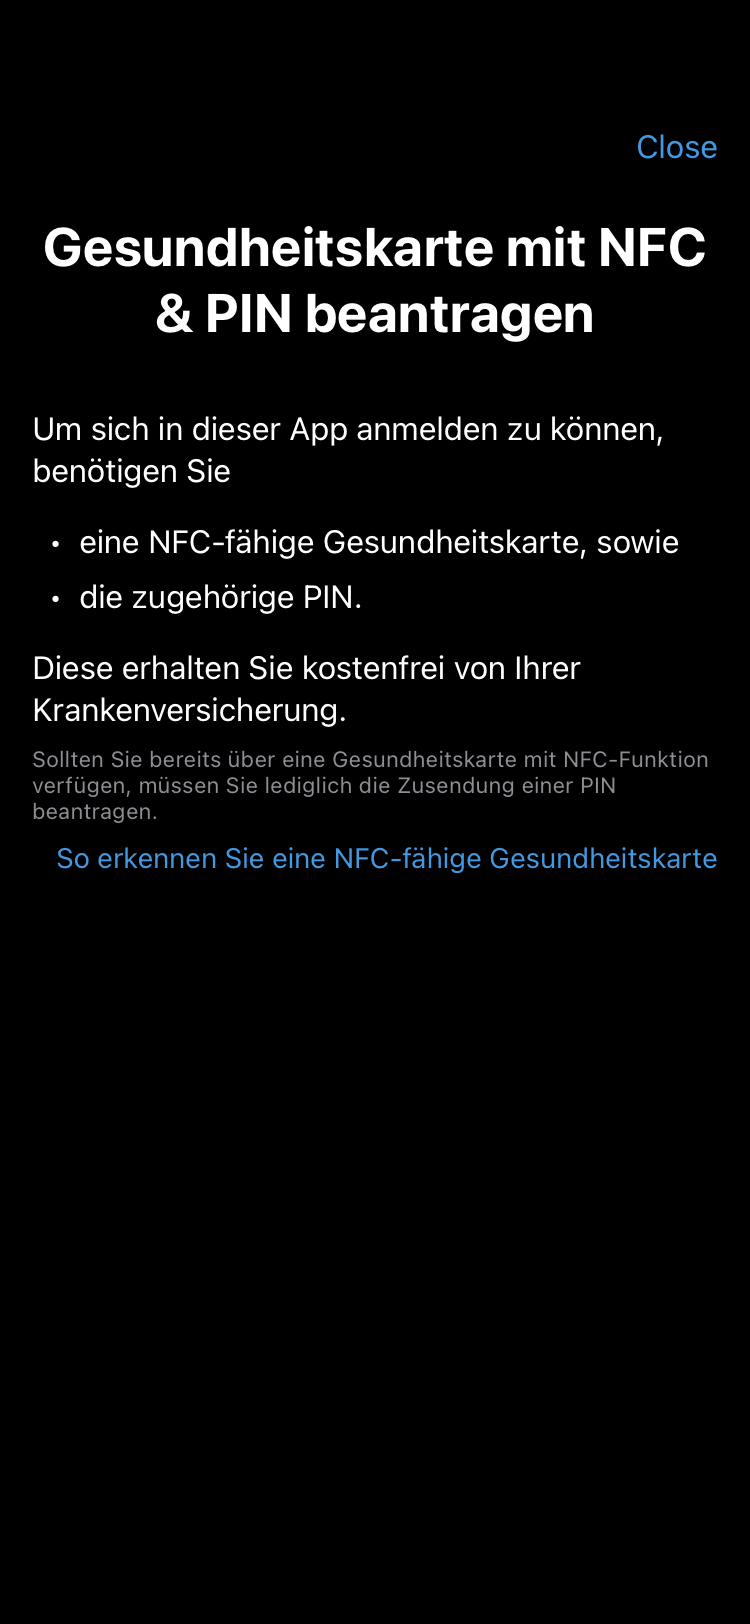 Close
Gesundheitskarte mit NFC
& PIN beantragen
Um sich in dieser App anmelden zu können,
benötigen Sie
• eine NFC-fähige Gesundheitskarte, sowie
• die zugehörige PIN.
Diese erhalten Sie kostenfrei von Ihrer
Krankenversicherung.
Sollten Sie bereits über eine Gesundheitskarte mit NFC-Funktion
verfügen, müssen Sie lediglich die Zusendung einer PIN
beantragen.
So erkennen Sie eine NFC-fähige Gesundheitskarte